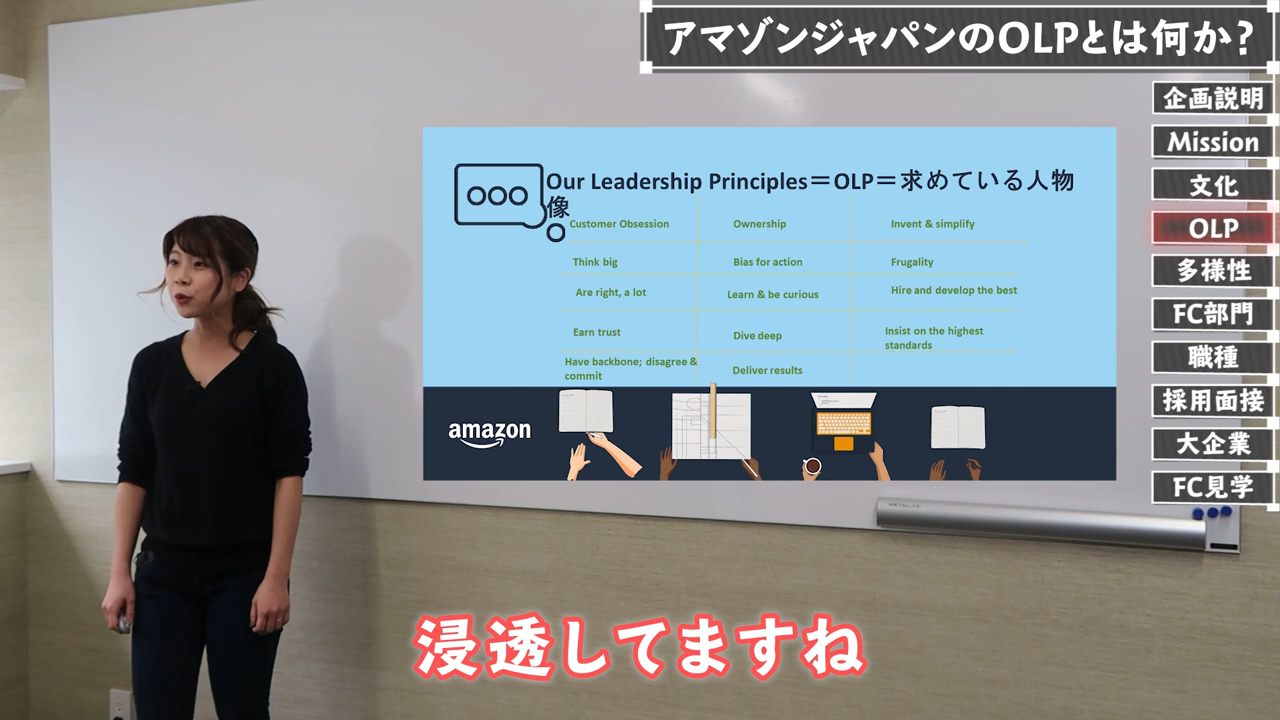 アマゾンジャパンのOLPとは何か?
企画説明
Mission
文化
OLP
多様性
FC部門
職種
採用面接
大企業
FC見学
Our Leadership Principles=OLP=求めている人物
像
Customer Obsession
Ownership
Invent & simplify
Think big
Bias for action
Frugality
Are right, a lot
Learn & be curious
Hire and develop the best
Earn trust
Dive deep
Insist on the highest
standards
Have backbone; disagree &
commit
Deliver results
amazon
浸透してますね